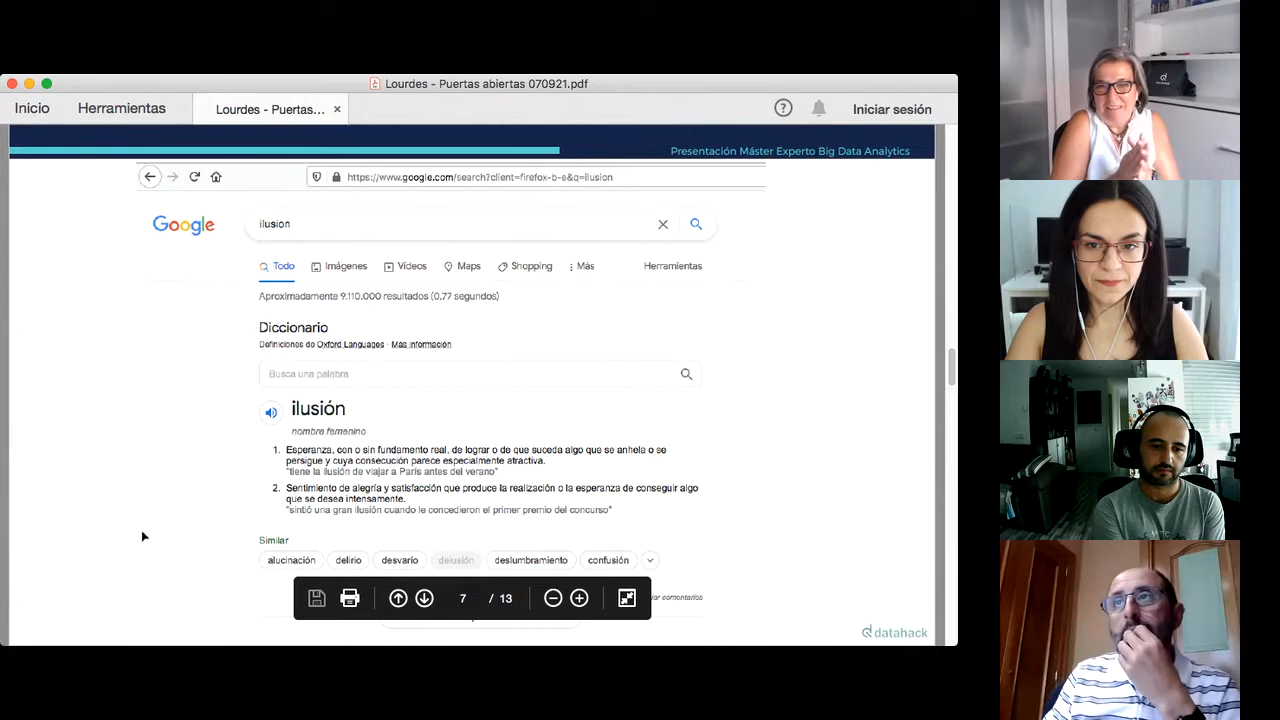 Lourdes - Puertas abiertas 070921.pdf
Inicio Herramientas Lourdes - Puertas... × Iniciar sesión
Presentación Máster Experto Big Data Analytics
https://www.google.com/search?client=firefox-b-e&q=ilusion
Google ilusion
Todo Imágenes Vídeos Maps Shopping Más Herramientas
Aproximadamente 9.110.000 resultados (0,77 segundos)
Diccionario
Definiciones de Oxford Languages · Más información
Busca una palabra
ilusión
nombre femenino
1. Esperanza, con o sin fundamento real, de lograr o de que suceda algo que se anhela o se
persigue y cuya consecución parece especialmente atractiva.
"tiene la ilusión de viajar a París antes del verano"
2. Sentimiento de alegría y satisfacción que produce la realización o la esperanza de conseguir algo
que se desea intensamente.
"sintió una gran ilusión cuando le concedieron el primer premio del concurso"
Similar
alucinación delirio desvarío delusión deslumbramiento confusión
7 / 13
comentarios
datahack